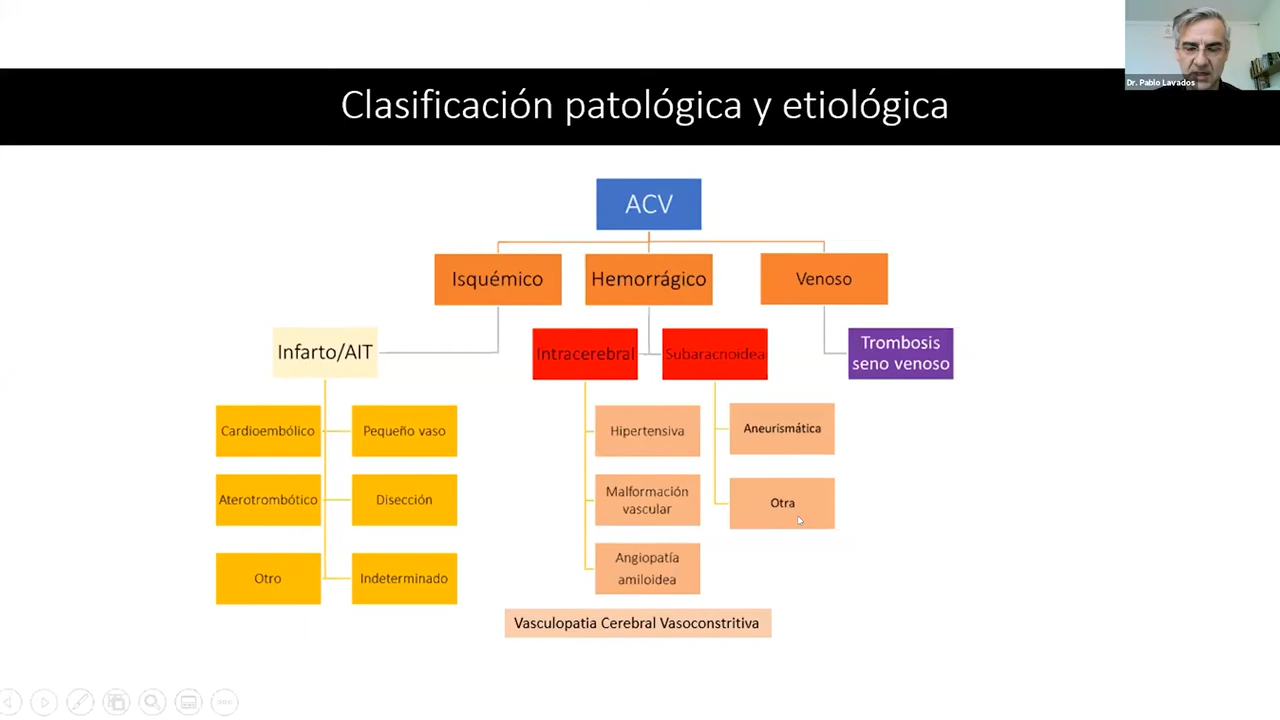 Dr. Pablo Lavados
Clasificación patológica y etiológica
ACV
Isquémico
Hemorrágico
Venoso
Infarto/AIT
Intracerebral
Subaracnoidea
Trombosis
seno venoso
Cardioembólico
Pequeño vaso
Hipertensiva
Aneurismática
Aterotrombótico
Disección
Malformación
vascular
Otra
Otro
Indeterminado
Angiopatía
amiloidea
Vasculopatia Cerebral Vasoconstritiva